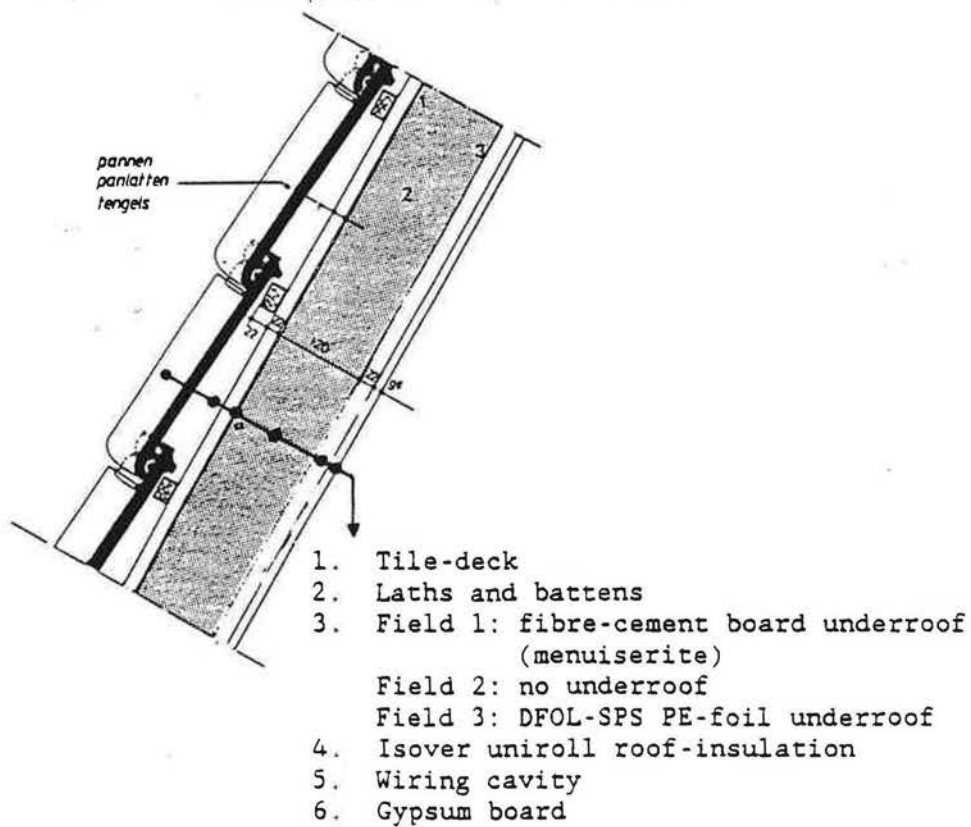 pannen
panlatten
tengels
1
3
2
22
120
22
1. Tile-deck
2. Laths and battens
3. Field 1: fibre-cement board underroof
(menuiserite)
Field 2: no underroof
Field 3: DFOL-SPS PE-foil underroof
4. Isover uniroll roof-insulation
5. Wiring cavity
6. Gypsum board